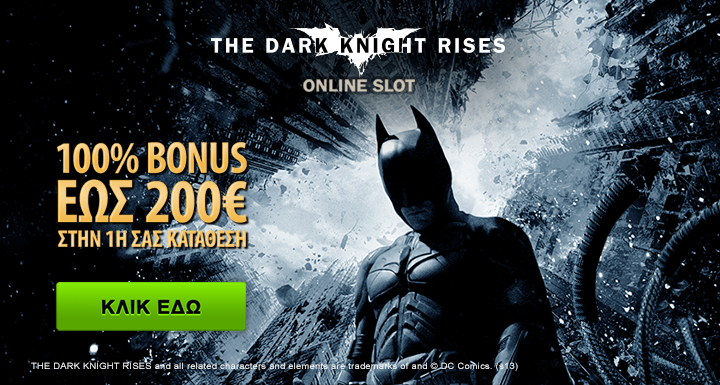 THE DARK KNIGHT RISES
ONLINE SLOT
100% BONUS
ΕΩΣ 200€
ΣΤΗΝ 1Η ΣΑΣ ΚΑΤΑΘΕΣΗ
ΚΛΙΚ ΕΔΩ
THE DARK KNIGHT RISES and all related characters and elements are trademarks of and © DC Comics. (s13)